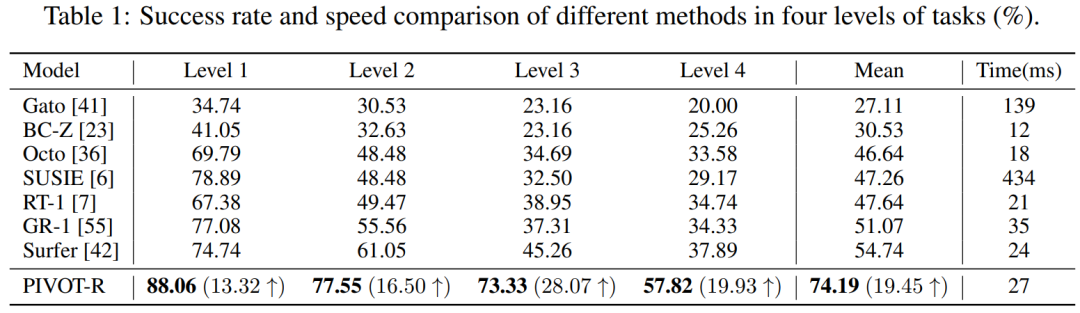 Table 1: Success rate and speed comparison of different methods in four levels of tasks (%).
Model Level 1 Level 2 Level 3 Level 4 Mean Time(ms)
Gato [41] 34.74 30.53 23.16 20.00 27.11 139
BC-Z [23] 41.05 32.63 23.16 25.26 30.53 12
Octo [36] 69.79 48.48 34.69 33.58 46.64 18
SUSIE [6] 78.89 48.48 32.50 29.17 47.26 434
RT-1 [7] 67.38 49.47 38.95 34.74 47.64 21
GR-1 [55] 77.08 55.56 37.31 34.33 51.07 35
Surfer [42] 74.74 61.05 45.26 37.89 54.74 24
PIVOT-R 88.06 (13.32 ↑) 77.55 (16.50 ↑) 73.33 (28.07 ↑) 57.82 (19.93 ↑) 74.19 (19.45 ↑) 27